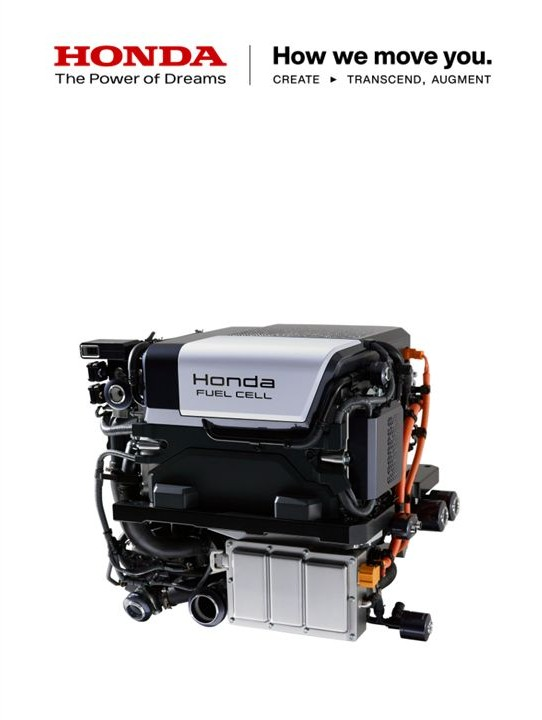 HONDA
The Power of Dreams
How we move you.
CREATE ▶ TRANSCEND, AUGMENT
Honda
FUEL CELL